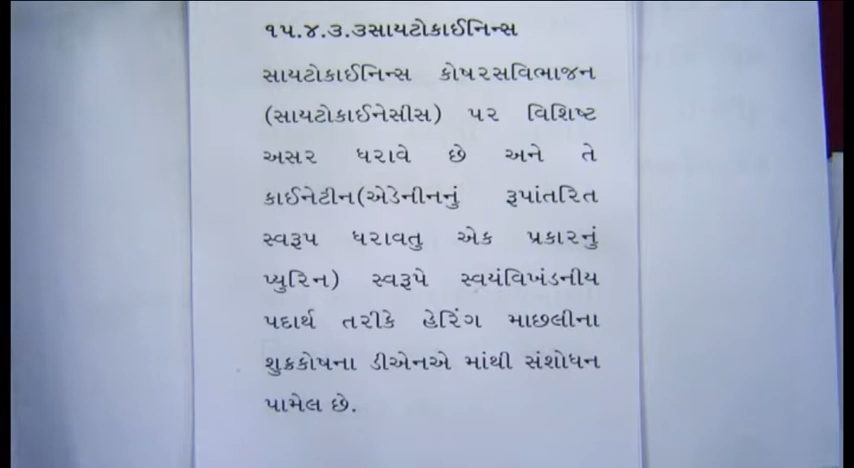 ૧૫.૪.૩.૩સાયટોકાઈનિન્સ
સાયટોકાઈનિન્સ કોષરસવિભાજન
(સાયટોકાઈનેસીસ) પર વિશિષ્ટ
અસર ધરાવે છે અને તે
કાઈનેટીન(એડેનીનનું રૂપાંતરિત
સ્વરૂપ ધરાવતુ એક પ્રકારનું
પ્યુરિન) સ્વરૂપે સ્વયંવિખંડનીય
પદાર્થ તરીકે હેરિંગ માછલીના
શુક્રકોષના ડીએનએ માંથી સંશોધન
પામેલ છે.